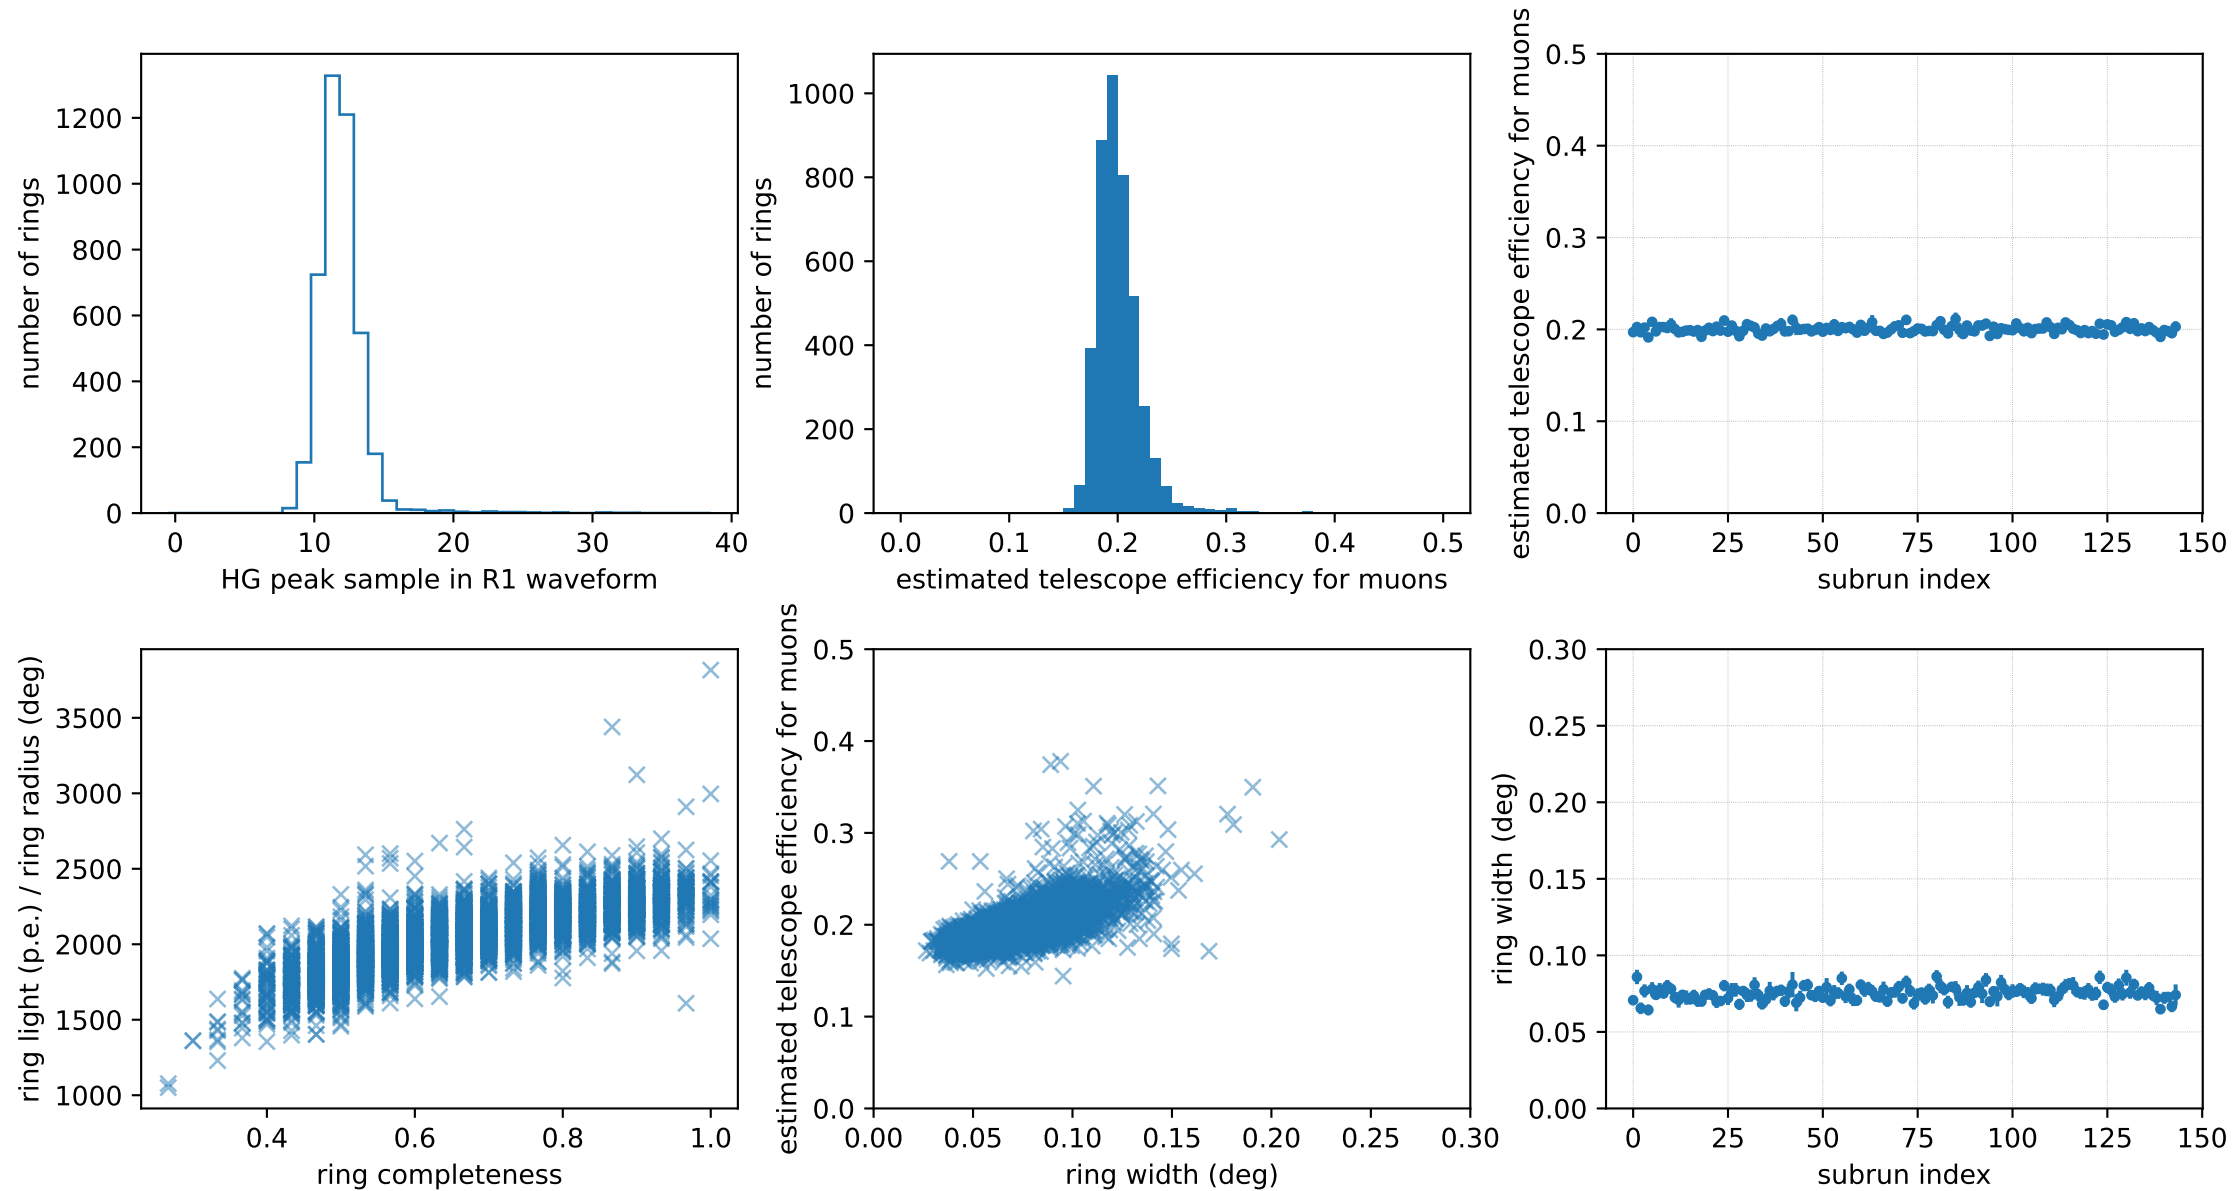 number of rings
1200
1000
800
600
400
200
0
0 10 20 30 40
HG peak sample in R1 waveform
number of rings
1000
800
600
400
200
0
0.0 0.1 0.2 0.3 0.4 0.5
estimated telescope efficiency for muons
estimated telescope efficiency for muons
0.5
0.4
0.3
0.2
0.1
0.0
0 25 50 75 100 125 150
subrun index
ring light (p.e.) / ring radius (deg)
3500
3000
2500
2000
1500
1000
0.4 0.6 0.8 1.0
ring completeness
estimated telescope efficiency for muons
0.5
0.4
0.3
0.2
0.1
0.0
0.00 0.05 0.10 0.15 0.20 0.25 0.30
ring width (deg)
ring width (deg)
0.30
0.25
0.20
0.15
0.10
0.05
0.00
0 25 50 75 100 125 150
subrun index